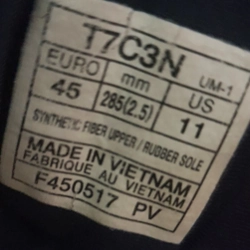 T7C3N
EURO mm UM-1 US
45 285(2.5) 11
SYNTHETIC FIBER UPPER / RUBBER SOLE
MADE IN VIETNAM
FABRIQUE AU VIETNAM
F450517 PV